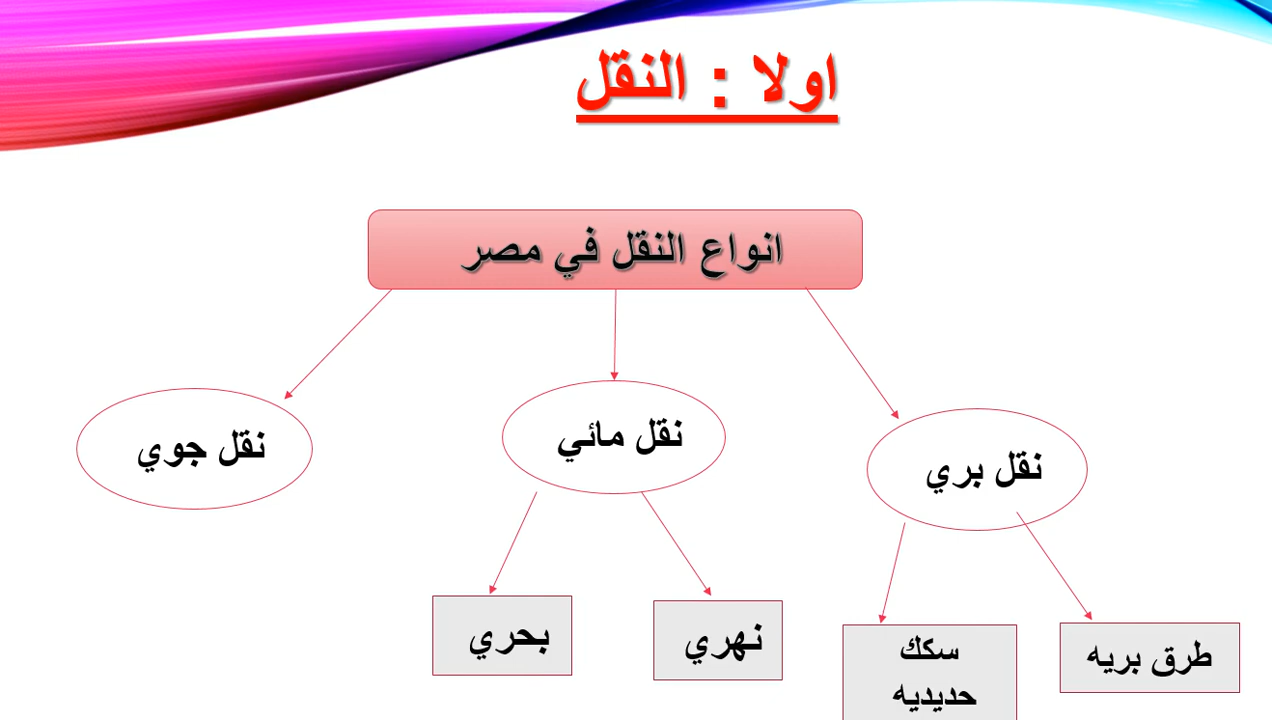 اولا : النقل
انواع النقل في مصر
نقل بري
نقل مائي
نقل جوي
طرق بريه
سكك
حديديه
نهري
بحري